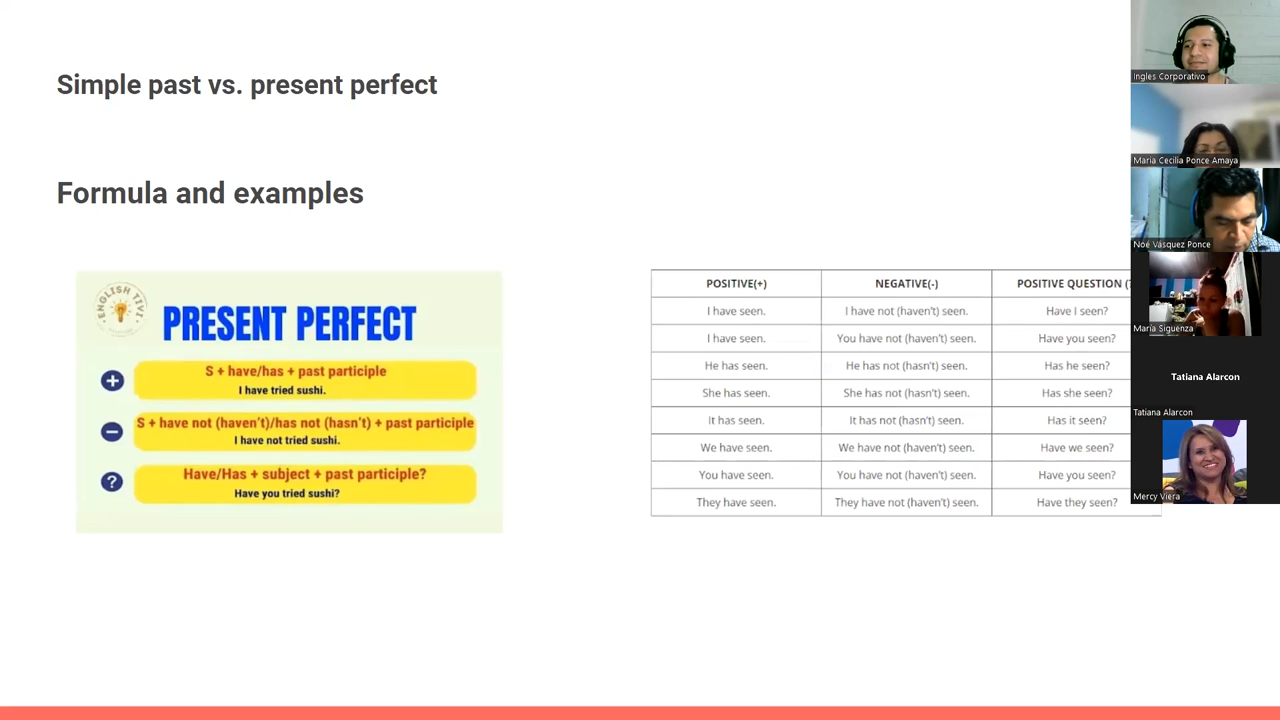 Simple past vs. present perfect
Formula and examples
ENGLISH TIVI
PRESENT PERFECT
S + have/has + past participle
I have tried sushi.
S + have not (haven't)/has not (hasn't) + past participle
I have not tried sushi.
Have/Has + subject + past participle?
Have you tried sushi?
POSITIVE(+) NEGATIVE(-) POSITIVE QUESTION (
I have seen. I have not (haven't) seen. Have I seen?
I have seen. You have not (haven't) seen. Have you seen?
He has seen. He has not (hasn't) seen. Has he seen?
She has seen. She has not (hasn't) seen. Has she seen?
It has seen. It has not (hasn't) seen. Has it seen?
We have seen. We have not (haven't) seen. Have we seen?
You have seen. You have not (haven't) seen. Have you seen?
They have seen. They have not (haven't) seen. Have they seen?
Ingles Corporativo
Maria Cecilia Ponce Amaya
Noé Vásquez Ponce
María Sigüenza
Tatiana Alarcon
Tatiana Alarcon
Mercy Viera